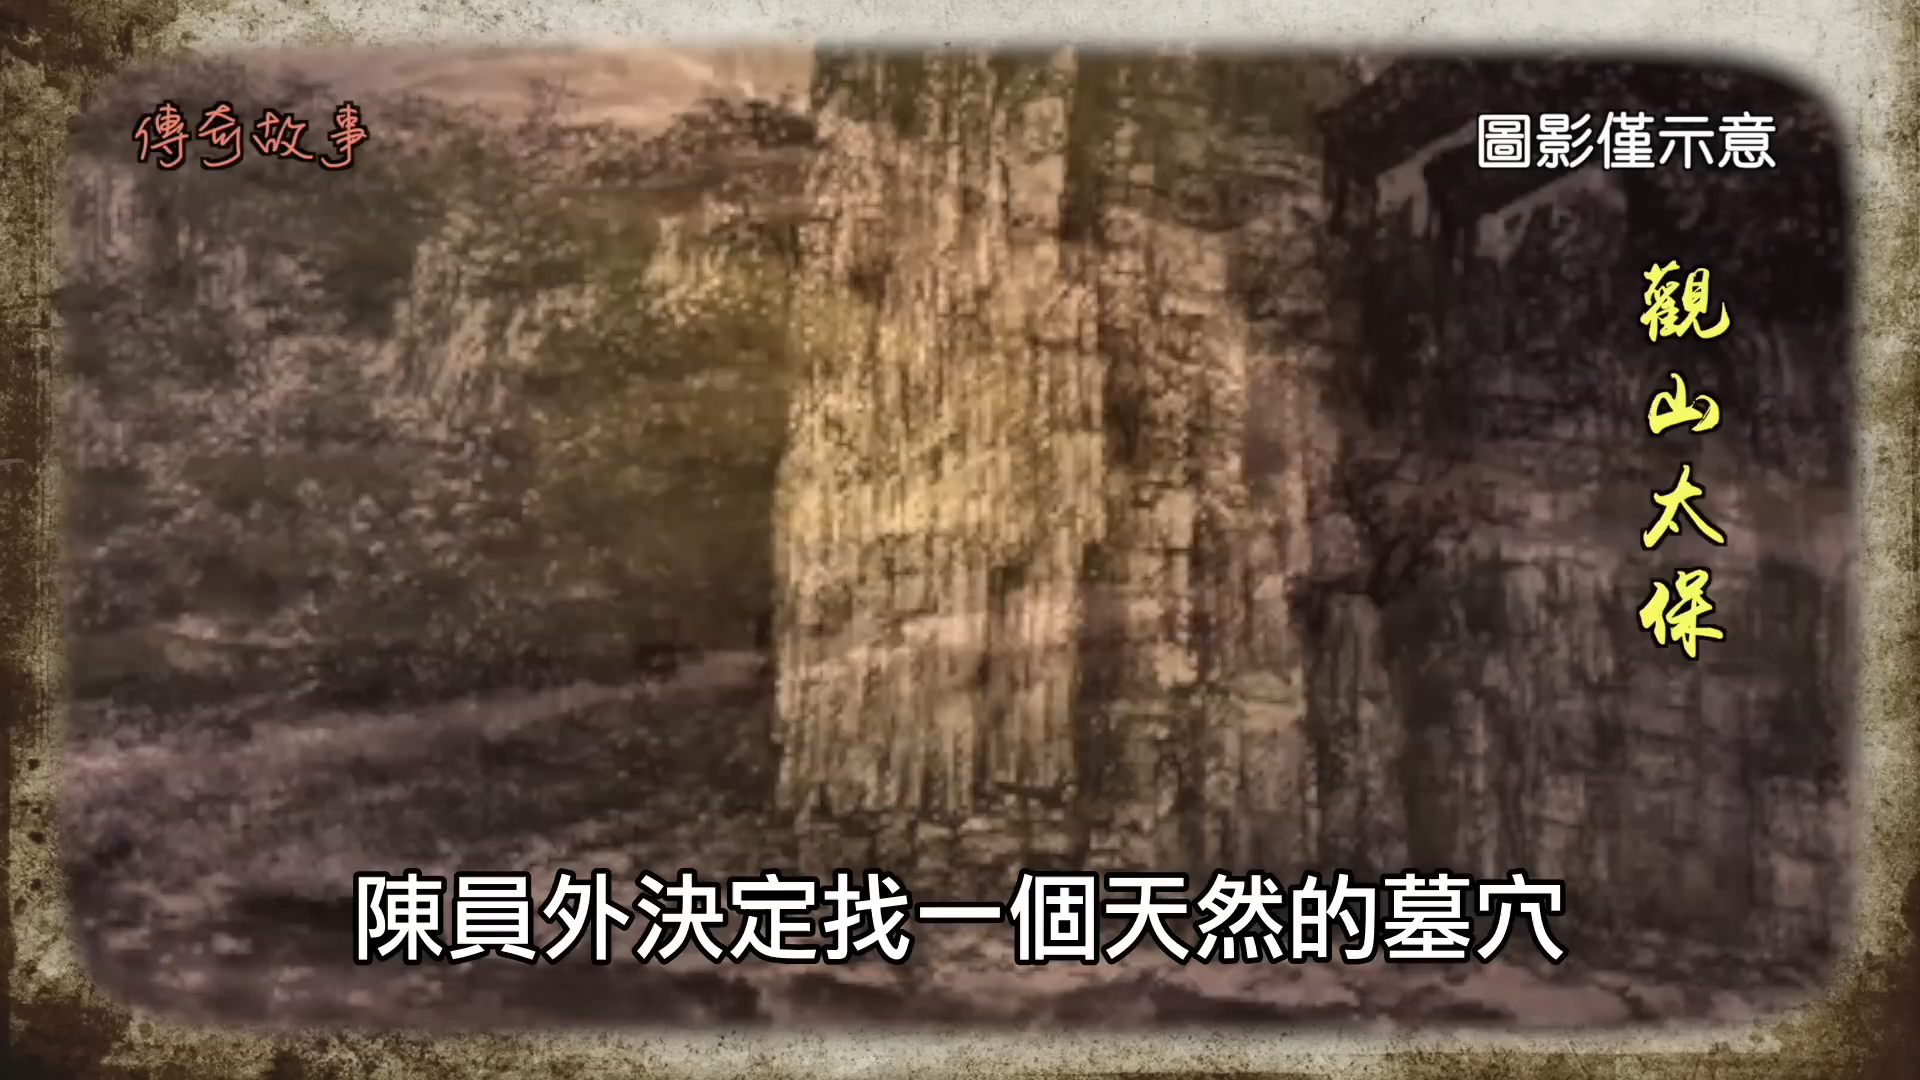 傳奇故事
圖影僅示意
觀山太保
陳員外決定找一個天然的墓穴